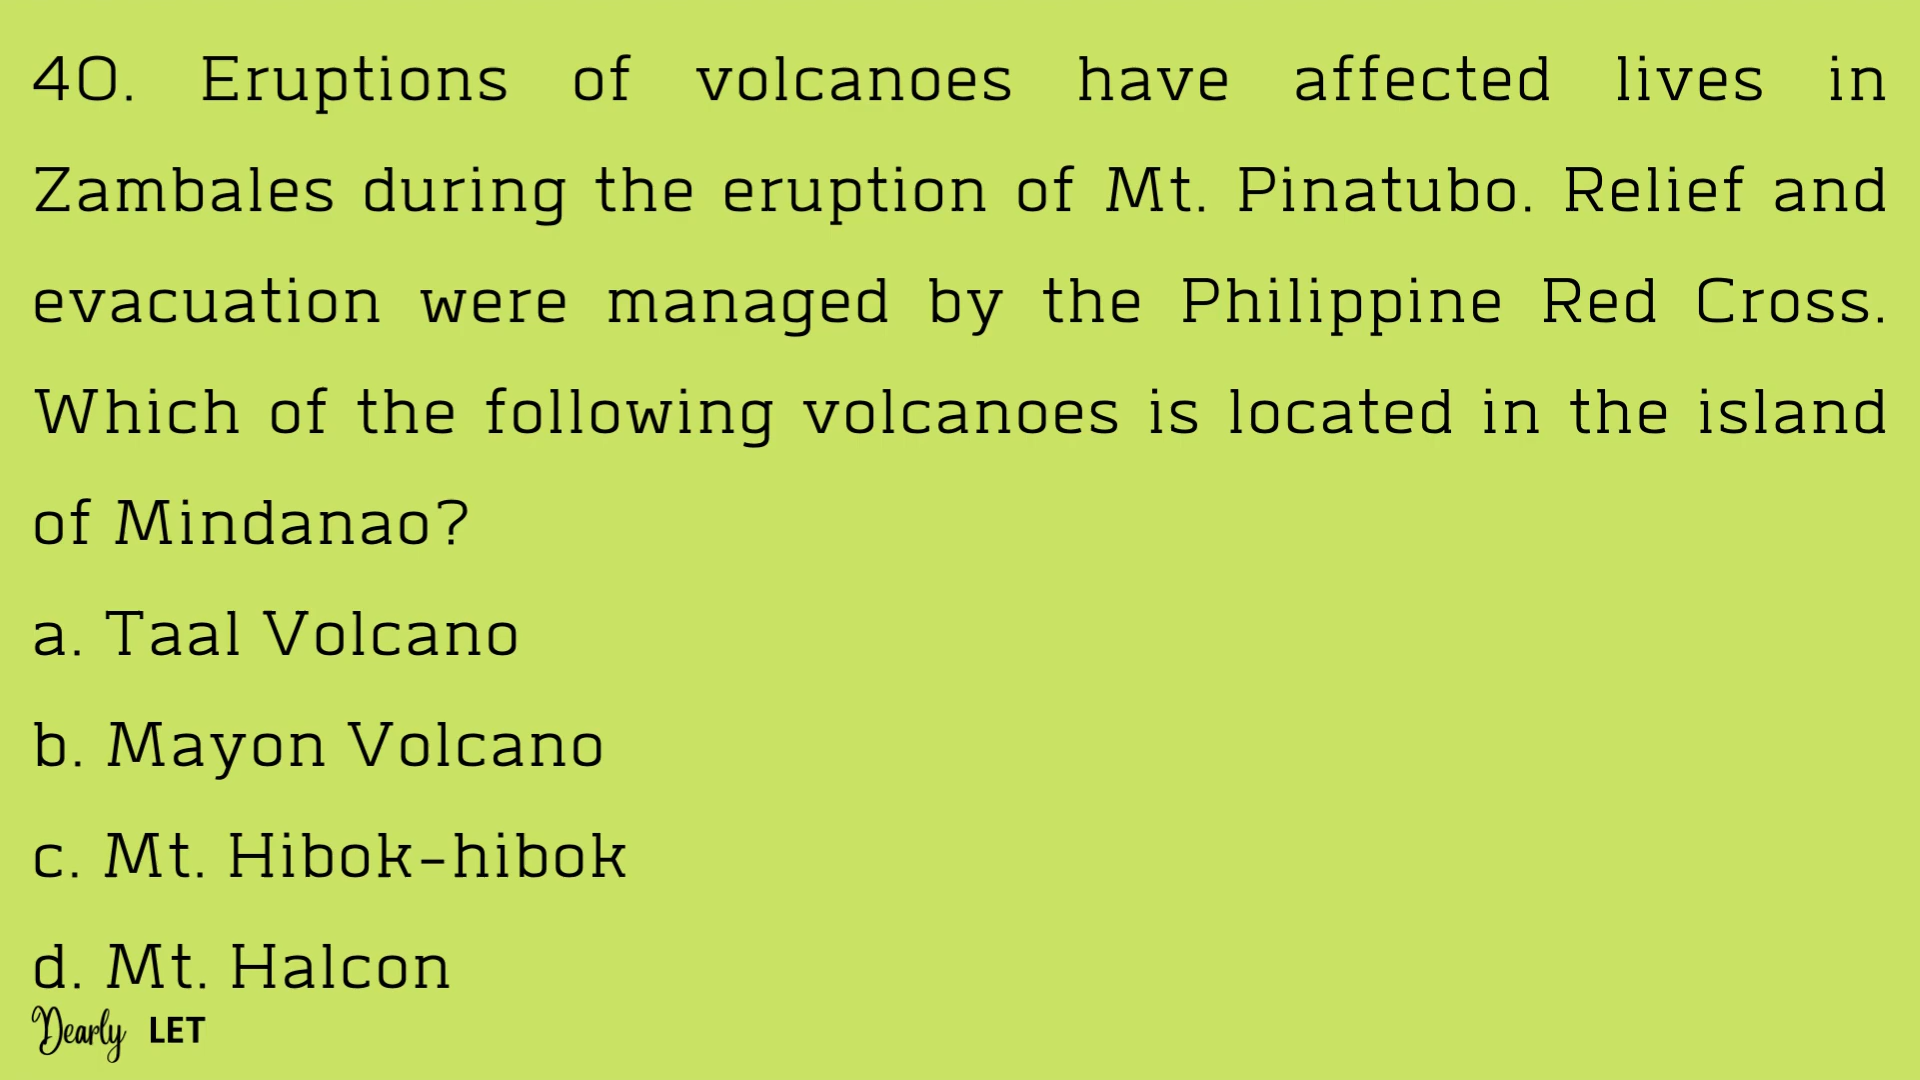 40. Eruptions of volcanoes have affected lives in
Zambales during the eruption of Mt. Pinatubo. Relief and
evacuation were managed by the Philippine Red Cross.
Which of the following volcanoes is located in the island
of Mindanao?
a. Taal Volcano
b. Mayon Volcano
c. Mt. Hibok-hibok
d. Mt. Halcon
Dearly LET